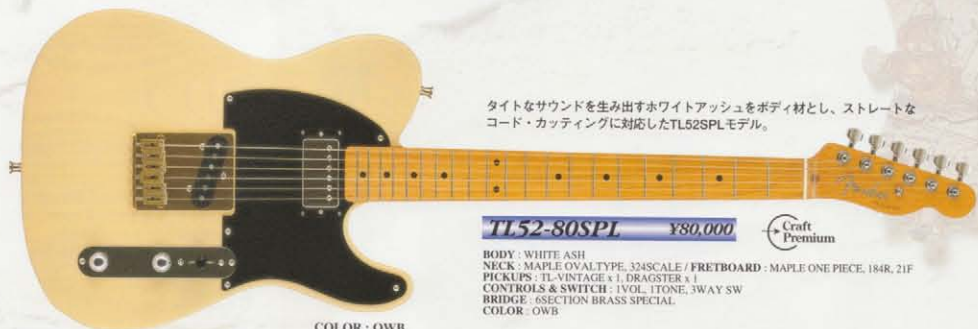 タイトなサウンドを生み出すホワイトアッシュをボディ材とし、ストレートな
コード・カッティングに対応したTL52SPLモデル。
TL52-80SPL ¥80,000
Craft
Premium
BODY : WHITE ASH
NECK : MAPLE OVALTYPE, 324SCALE / FRETBOARD : MAPLE ONE PIECE, 184R, 21F
PICKUPS : TL-VINTAGE x 1, DRAGSTER x 1
CONTROLS & SWITCH : 1VOL, 1TONE, 3WAY SW
BRIDGE : 6SECTION BRASS SPECIAL
COLOR : OWB
COLOR : OWB